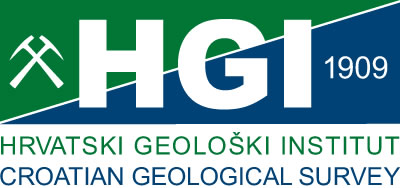 HGI 1909
HRVATSKI GEOLOŠKI INSTITUT
CROATIAN GEOLOGICAL SURVEY